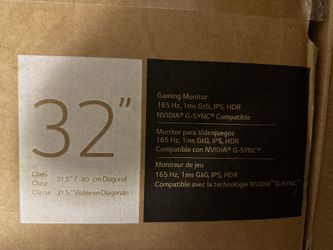 32”
Class
Clase
Classe
31.5” / 80 cm Diagonal
31.5” Visible en Diagonale
Gaming Monitor
165 Hz, 1ms GtG, IPS, HDR
NVIDIA® G-SYNC® Compatible
Monitor para Videojuegos
165 Hz, 1ms GtG, IPS, HDR
Compatible con NVIDIA® G-SYNC®
Moniteur de jeu
165 Hz, 1ms GàG, IPS, HDR
Compatible avec la technologie NVIDIA™ G-SYNC™